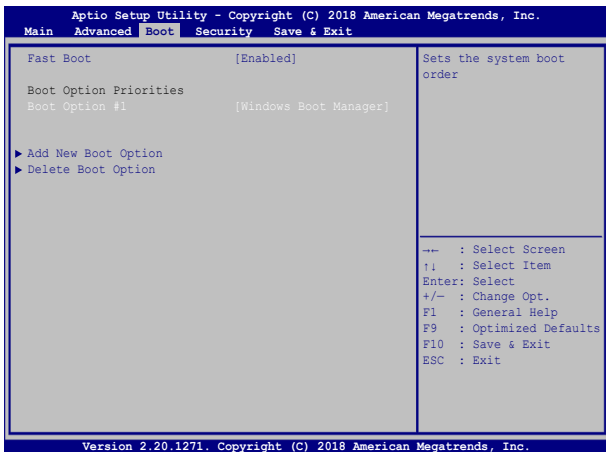 Aptio Setup Utility - Copyright (C) 2018 American Megatrends, Inc.
Main Advanced Boot Security Save & Exit
Fast Boot [Enabled]
Boot Option Priorities
Boot Option #1 [Windows Boot Manager]
▶ Add New Boot Option
▶ Delete Boot Option
Sets the system boot
order
→← : Select Screen
↑↓ : Select Item
Enter: Select
+/— : Change Opt.
F1 : General Help
F9 : Optimized Defaults
F10 : Save & Exit
ESC : Exit
Version 2.20.1271. Copyright (C) 2018 American Megatrends, Inc.